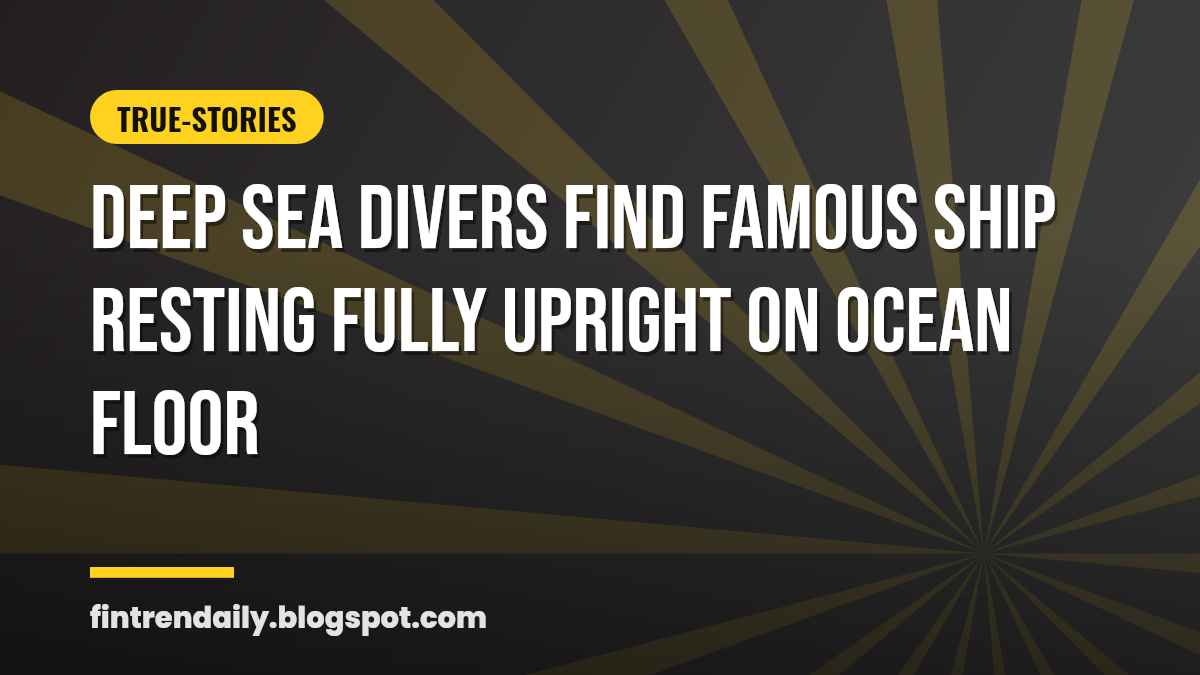 TRUE-STORIES
DEEP SEA DIVERS FIND FAMOUS SHIP
RESTING FULLY UPRIGHT ON OCEAN
FLOOR
fintrendaily.blogspot.com